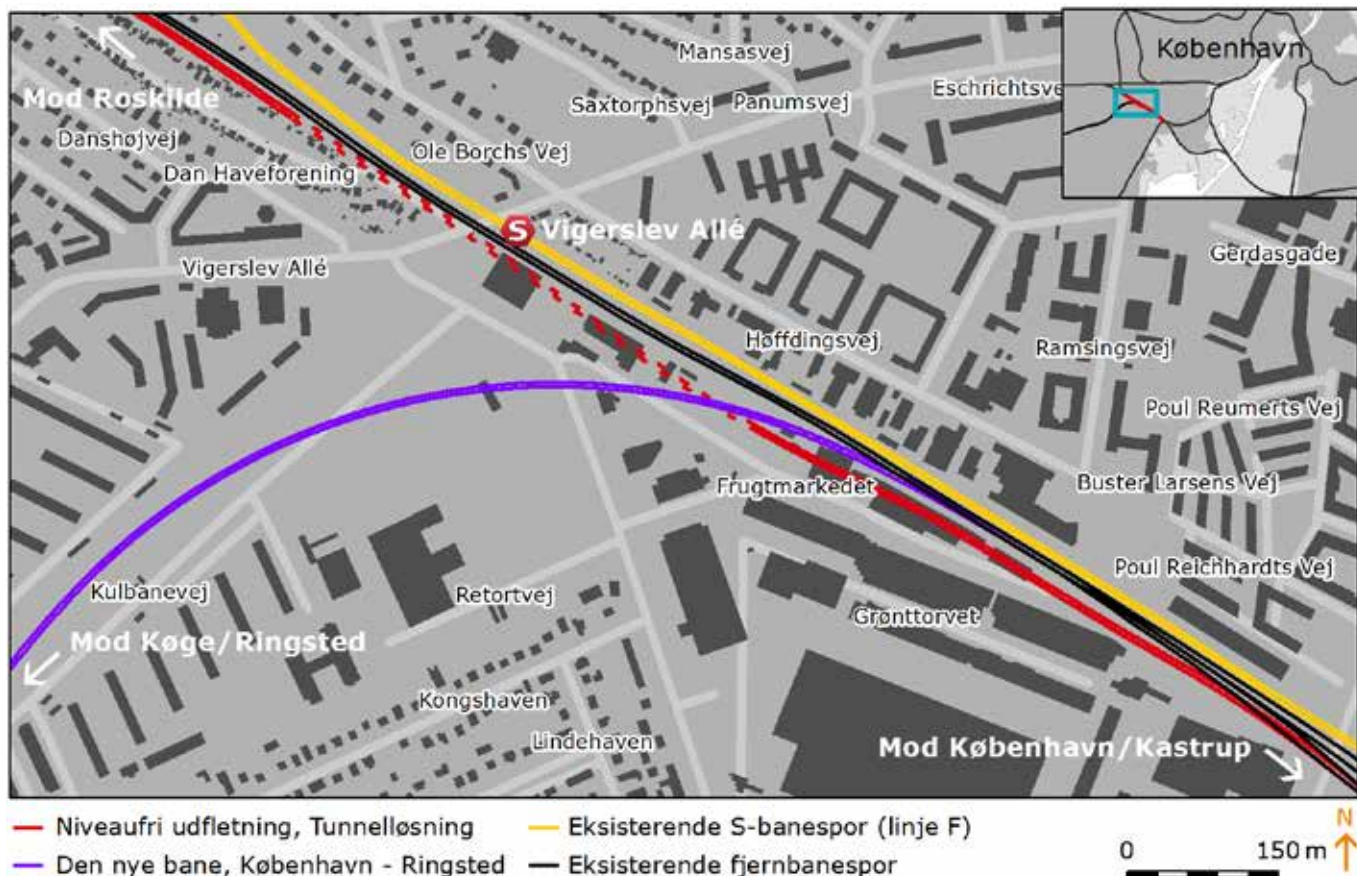 København
Mansasvej
Eschrichtsve
Saxtorphsvej
Panumsvej
Mod Roskilde
Danshøjvej
Ole Borchs Vej
Dan Haveforening
S Vigerslev Allé
Gerdasgade
Vigerslev Allé
Høffdingsvej
Ramsingsvej
Poul Reumerts Vej
Frugtmarkedet
Buster Larsens Vej
Poul Reichhardts Vej
Kulbanevej
Retortvej
Grønttorvet
Mod Køge/Ringsted
Kongshaven
Lindehaven
Mod København/Kastrup
Niveaufri udfletning, Tunnelløsning
Den nye bane, København - Ringsted
Eksisterende S-banespor (linje F)
Eksisterende fjernbanespor
0 150 m
N